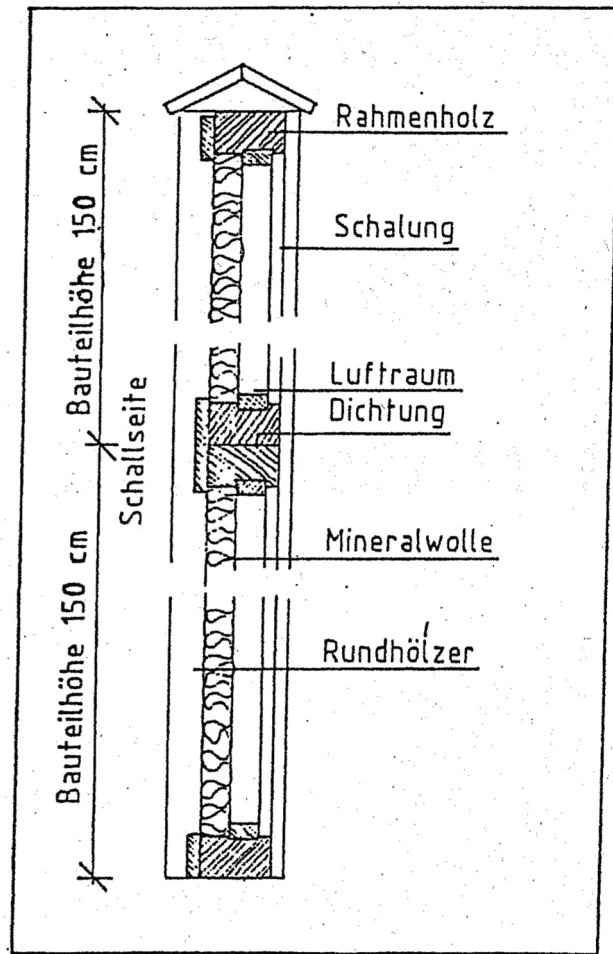 Rahmenholz
Schalung
Luftraum
Dichtung
Mineralwolle
Rundhölzer
Bauteilhöhe 150 cm
Schallseite
Bauteilhöhe 150 cm